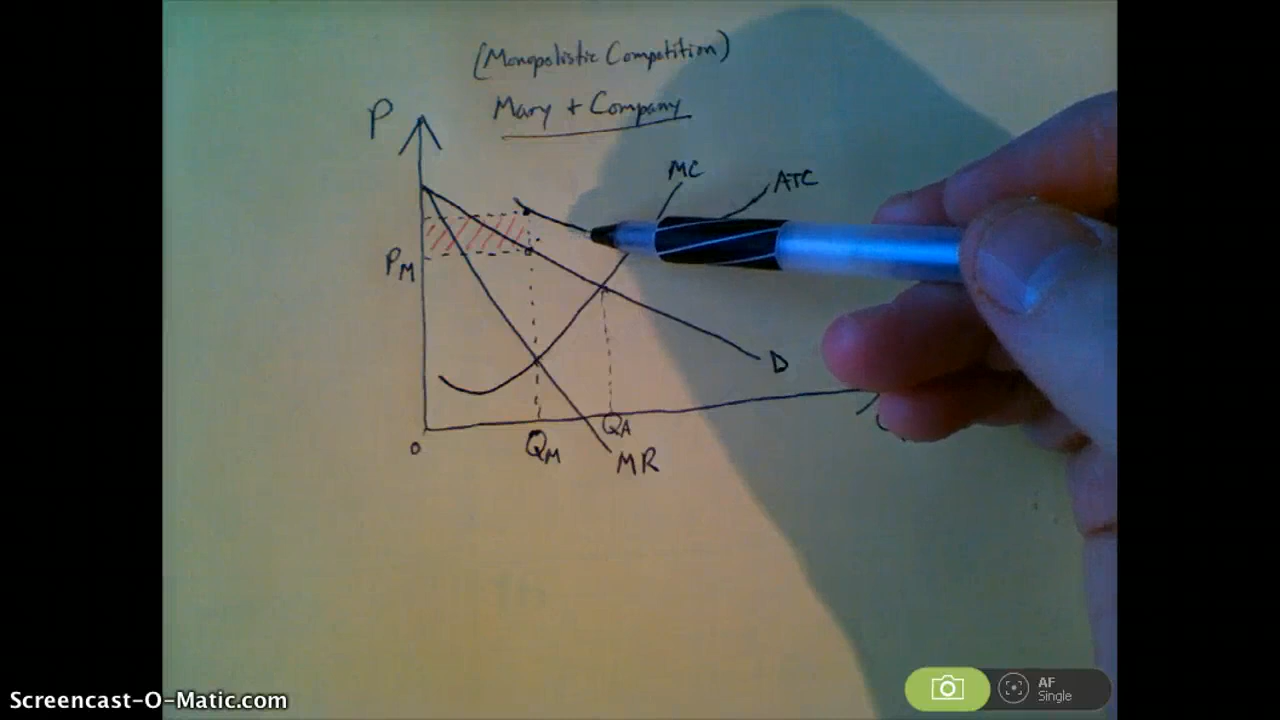 (Monopolistic Competition)
Mary + Company
P
MC
ATC
PM
D
QM
QA
MR
0
AF
Single
Screencast-O-Matic.com